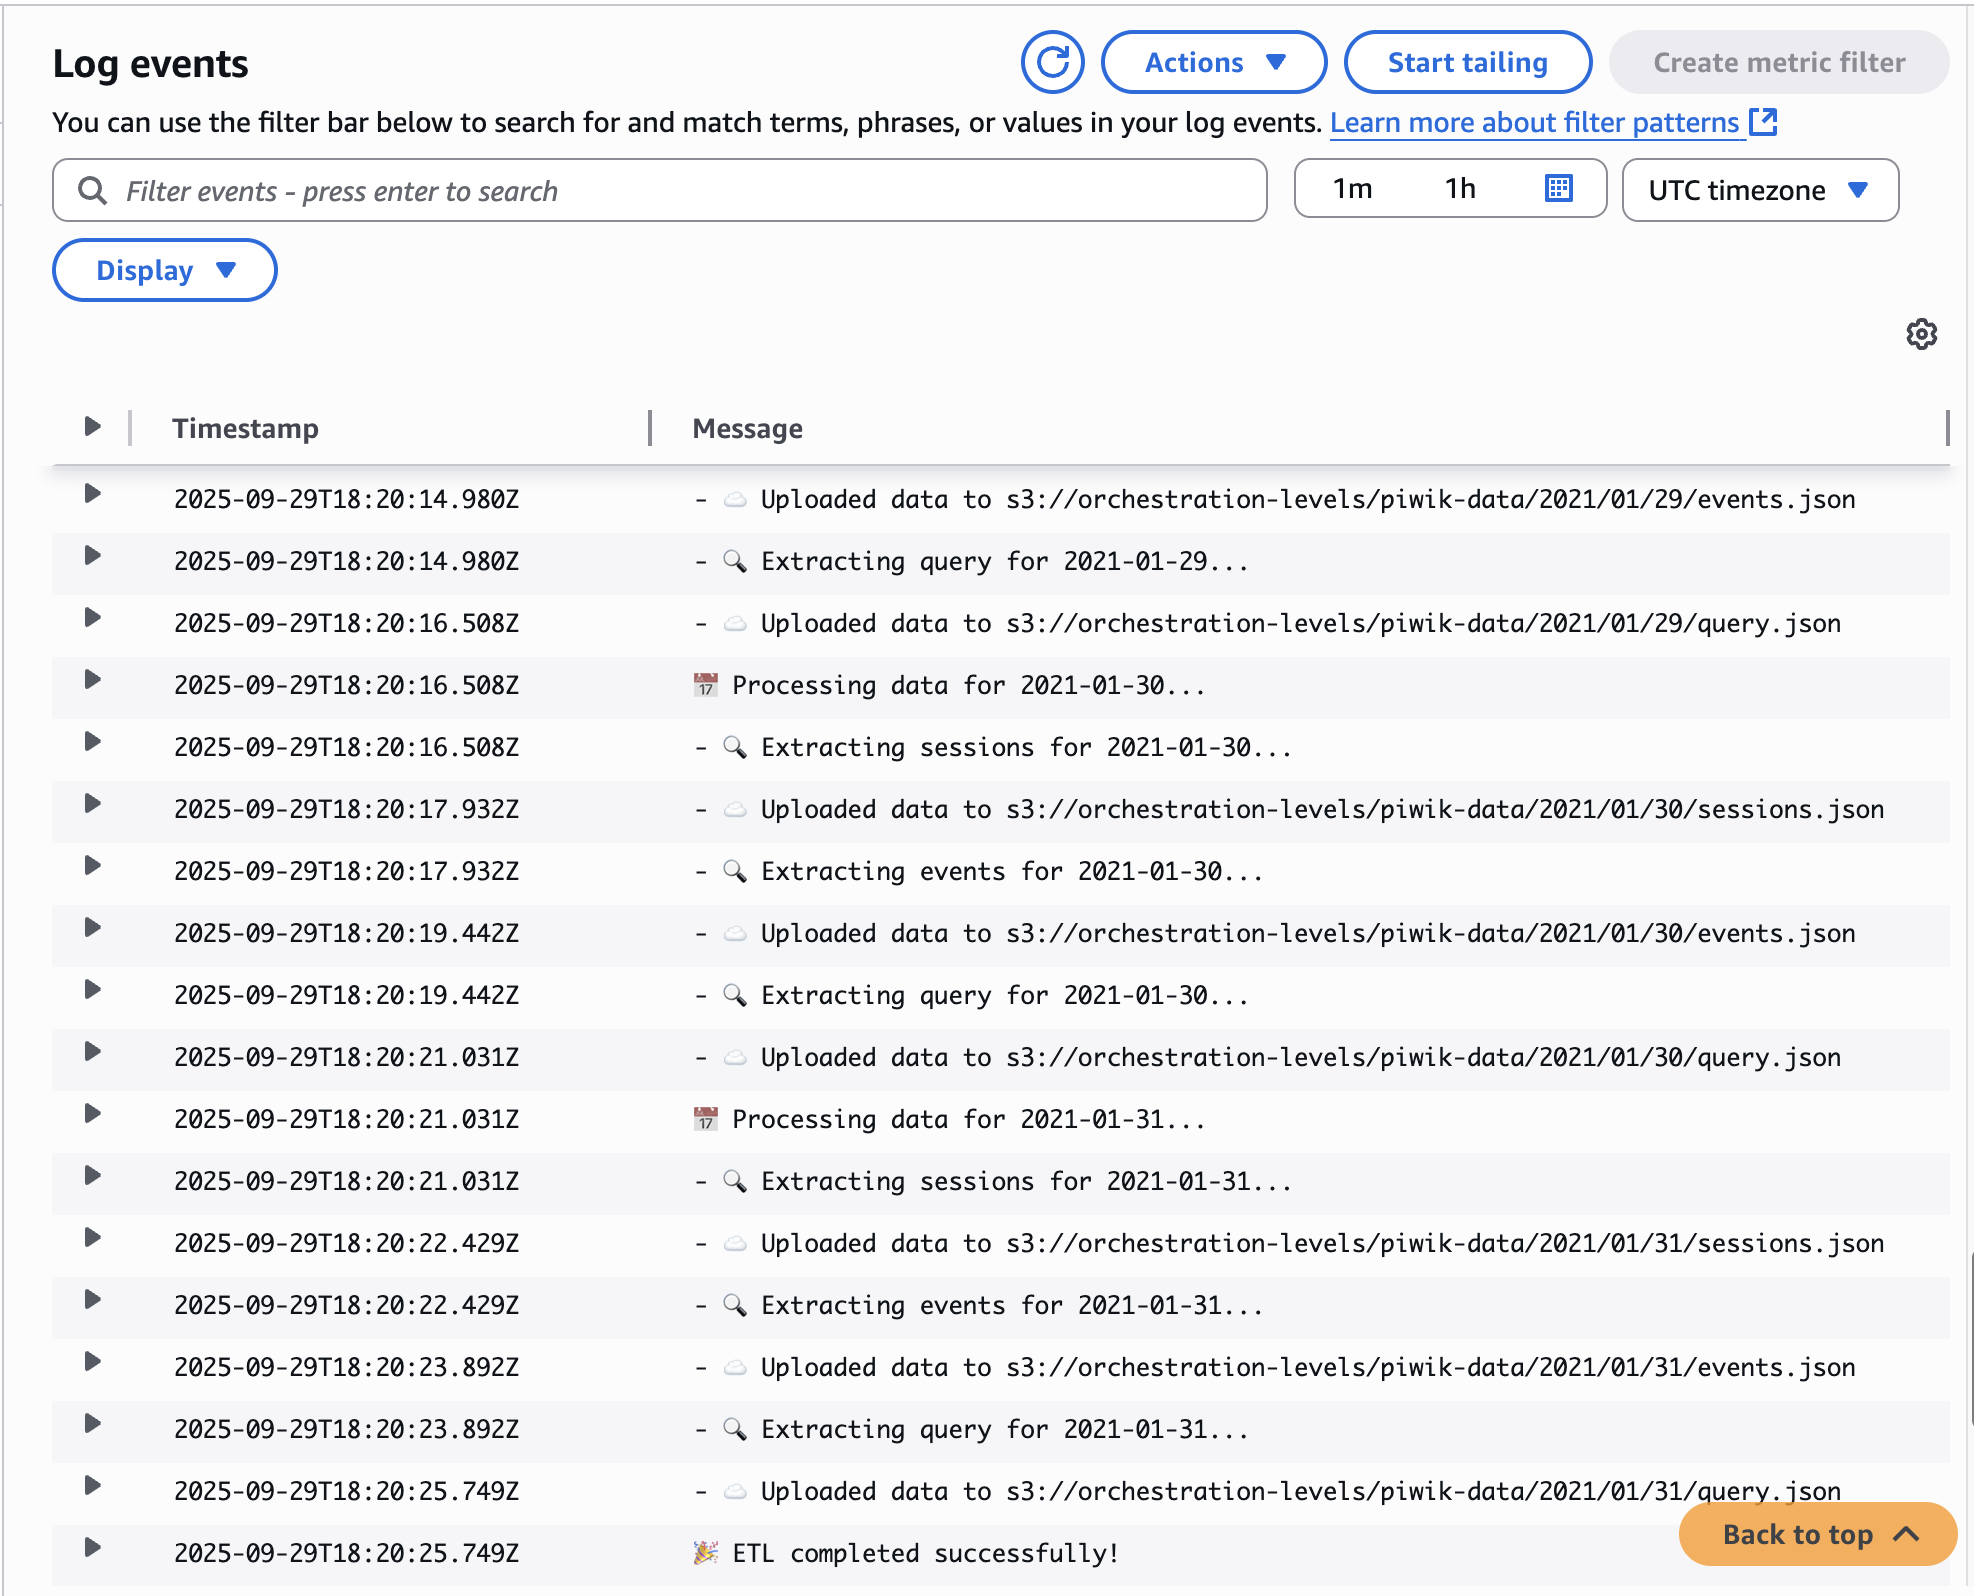 Log events
Actions
Start tailing
Create metric filter
You can use the filter bar below to search for and match terms, phrases, or values in your log events. Learn more about filter patterns
Filter events - press enter to search
1m 1h
UTC timezone
Display
Timestamp Message
2025-09-29T18:20:14.980Z - ☁️ Uploaded data to s3://orchestration-levels/piwik-data/2021/01/29/events.json
2025-09-29T18:20:14.980Z - 🔍 Extracting query for 2021-01-29...
2025-09-29T18:20:16.508Z - ☁️ Uploaded data to s3://orchestration-levels/piwik-data/2021/01/29/query.json
2025-09-29T18:20:16.508Z 📅 Processing data for 2021-01-30...
2025-09-29T18:20:16.508Z - 🔍 Extracting sessions for 2021-01-30...
2025-09-29T18:20:17.932Z - ☁️ Uploaded data to s3://orchestration-levels/piwik-data/2021/01/30/sessions.json
2025-09-29T18:20:17.932Z - 🔍 Extracting events for 2021-01-30...
2025-09-29T18:20:19.442Z - ☁️ Uploaded data to s3://orchestration-levels/piwik-data/2021/01/30/events.json
2025-09-29T18:20:19.442Z - 🔍 Extracting query for 2021-01-30...
2025-09-29T18:20:21.031Z - ☁️ Uploaded data to s3://orchestration-levels/piwik-data/2021/01/30/query.json
2025-09-29T18:20:21.031Z 📅 Processing data for 2021-01-31...
2025-09-29T18:20:21.031Z - 🔍 Extracting sessions for 2021-01-31...
2025-09-29T18:20:22.429Z - ☁️ Uploaded data to s3://orchestration-levels/piwik-data/2021/01/31/sessions.json
2025-09-29T18:20:22.429Z - 🔍 Extracting events for 2021-01-31...
2025-09-29T18:20:23.892Z - ☁️ Uploaded data to s3://orchestration-levels/piwik-data/2021/01/31/events.json
2025-09-29T18:20:23.892Z - 🔍 Extracting query for 2021-01-31...
2025-09-29T18:20:25.749Z - ☁️ Uploaded data to s3://orchestration-levels/piwik-data/2021/01/31/query.json
2025-09-29T18:20:25.749Z 🎉 ETL completed successfully!
Back to top